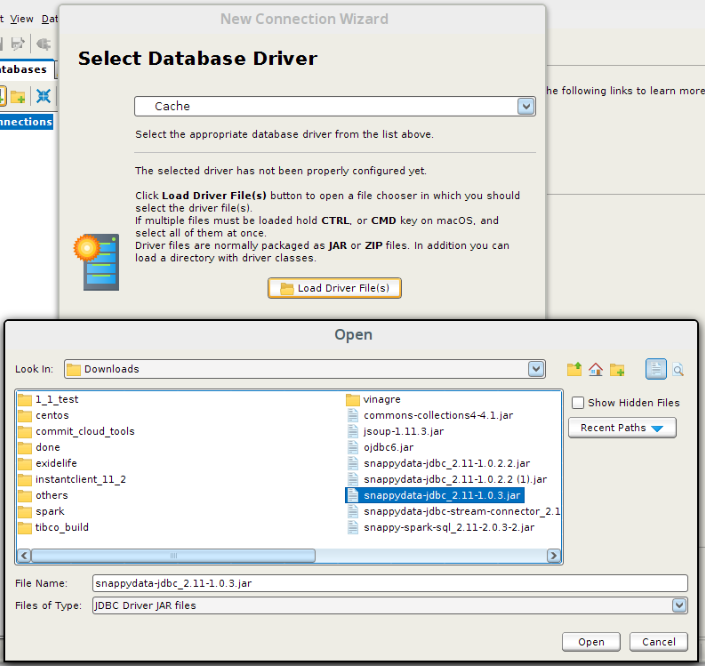 New Connection Wizard
View
Select Database Driver
Cache
Select the appropriate database driver from the list above.
The selected driver has not been properly configured yet.
Click Load Driver File(s) button to open a file chooser in which you should
select the driver file(s).
If multiple files must be loaded hold CTRL, or CMD key on macOS, and
select all of them at once.
Driver files are normally packaged as JAR or ZIP files. In addition you can
load a directory with driver classes.
Load Driver File(s)
he following links to learn more
Open
Look In:
Downloads
1_1_test
centos
commit_cloud_tools
done
exidelife
instantclient_11_2
others
spark
tibco_build
vinagre
commons-collections4-4.1.jar
jsoup-1.11.3.jar
ojdbc6.jar
snappydata-jdbc_2.11-1.0.2.2.jar
snappydata-jdbc_2.11-1.0.2.2 (1).jar
snappydata-jdbc_2.11-1.0.3.jar
snappydata-jdbc-stream-connector_2.1
snappy-spark-sql_2.11-2.0.3-2.jar
Show Hidden Files
Recent Paths
File Name:
snappydata-jdbc_2.11-1.0.3.jar
Files of Type:
JDBC Driver JAR files
Open
Cancel